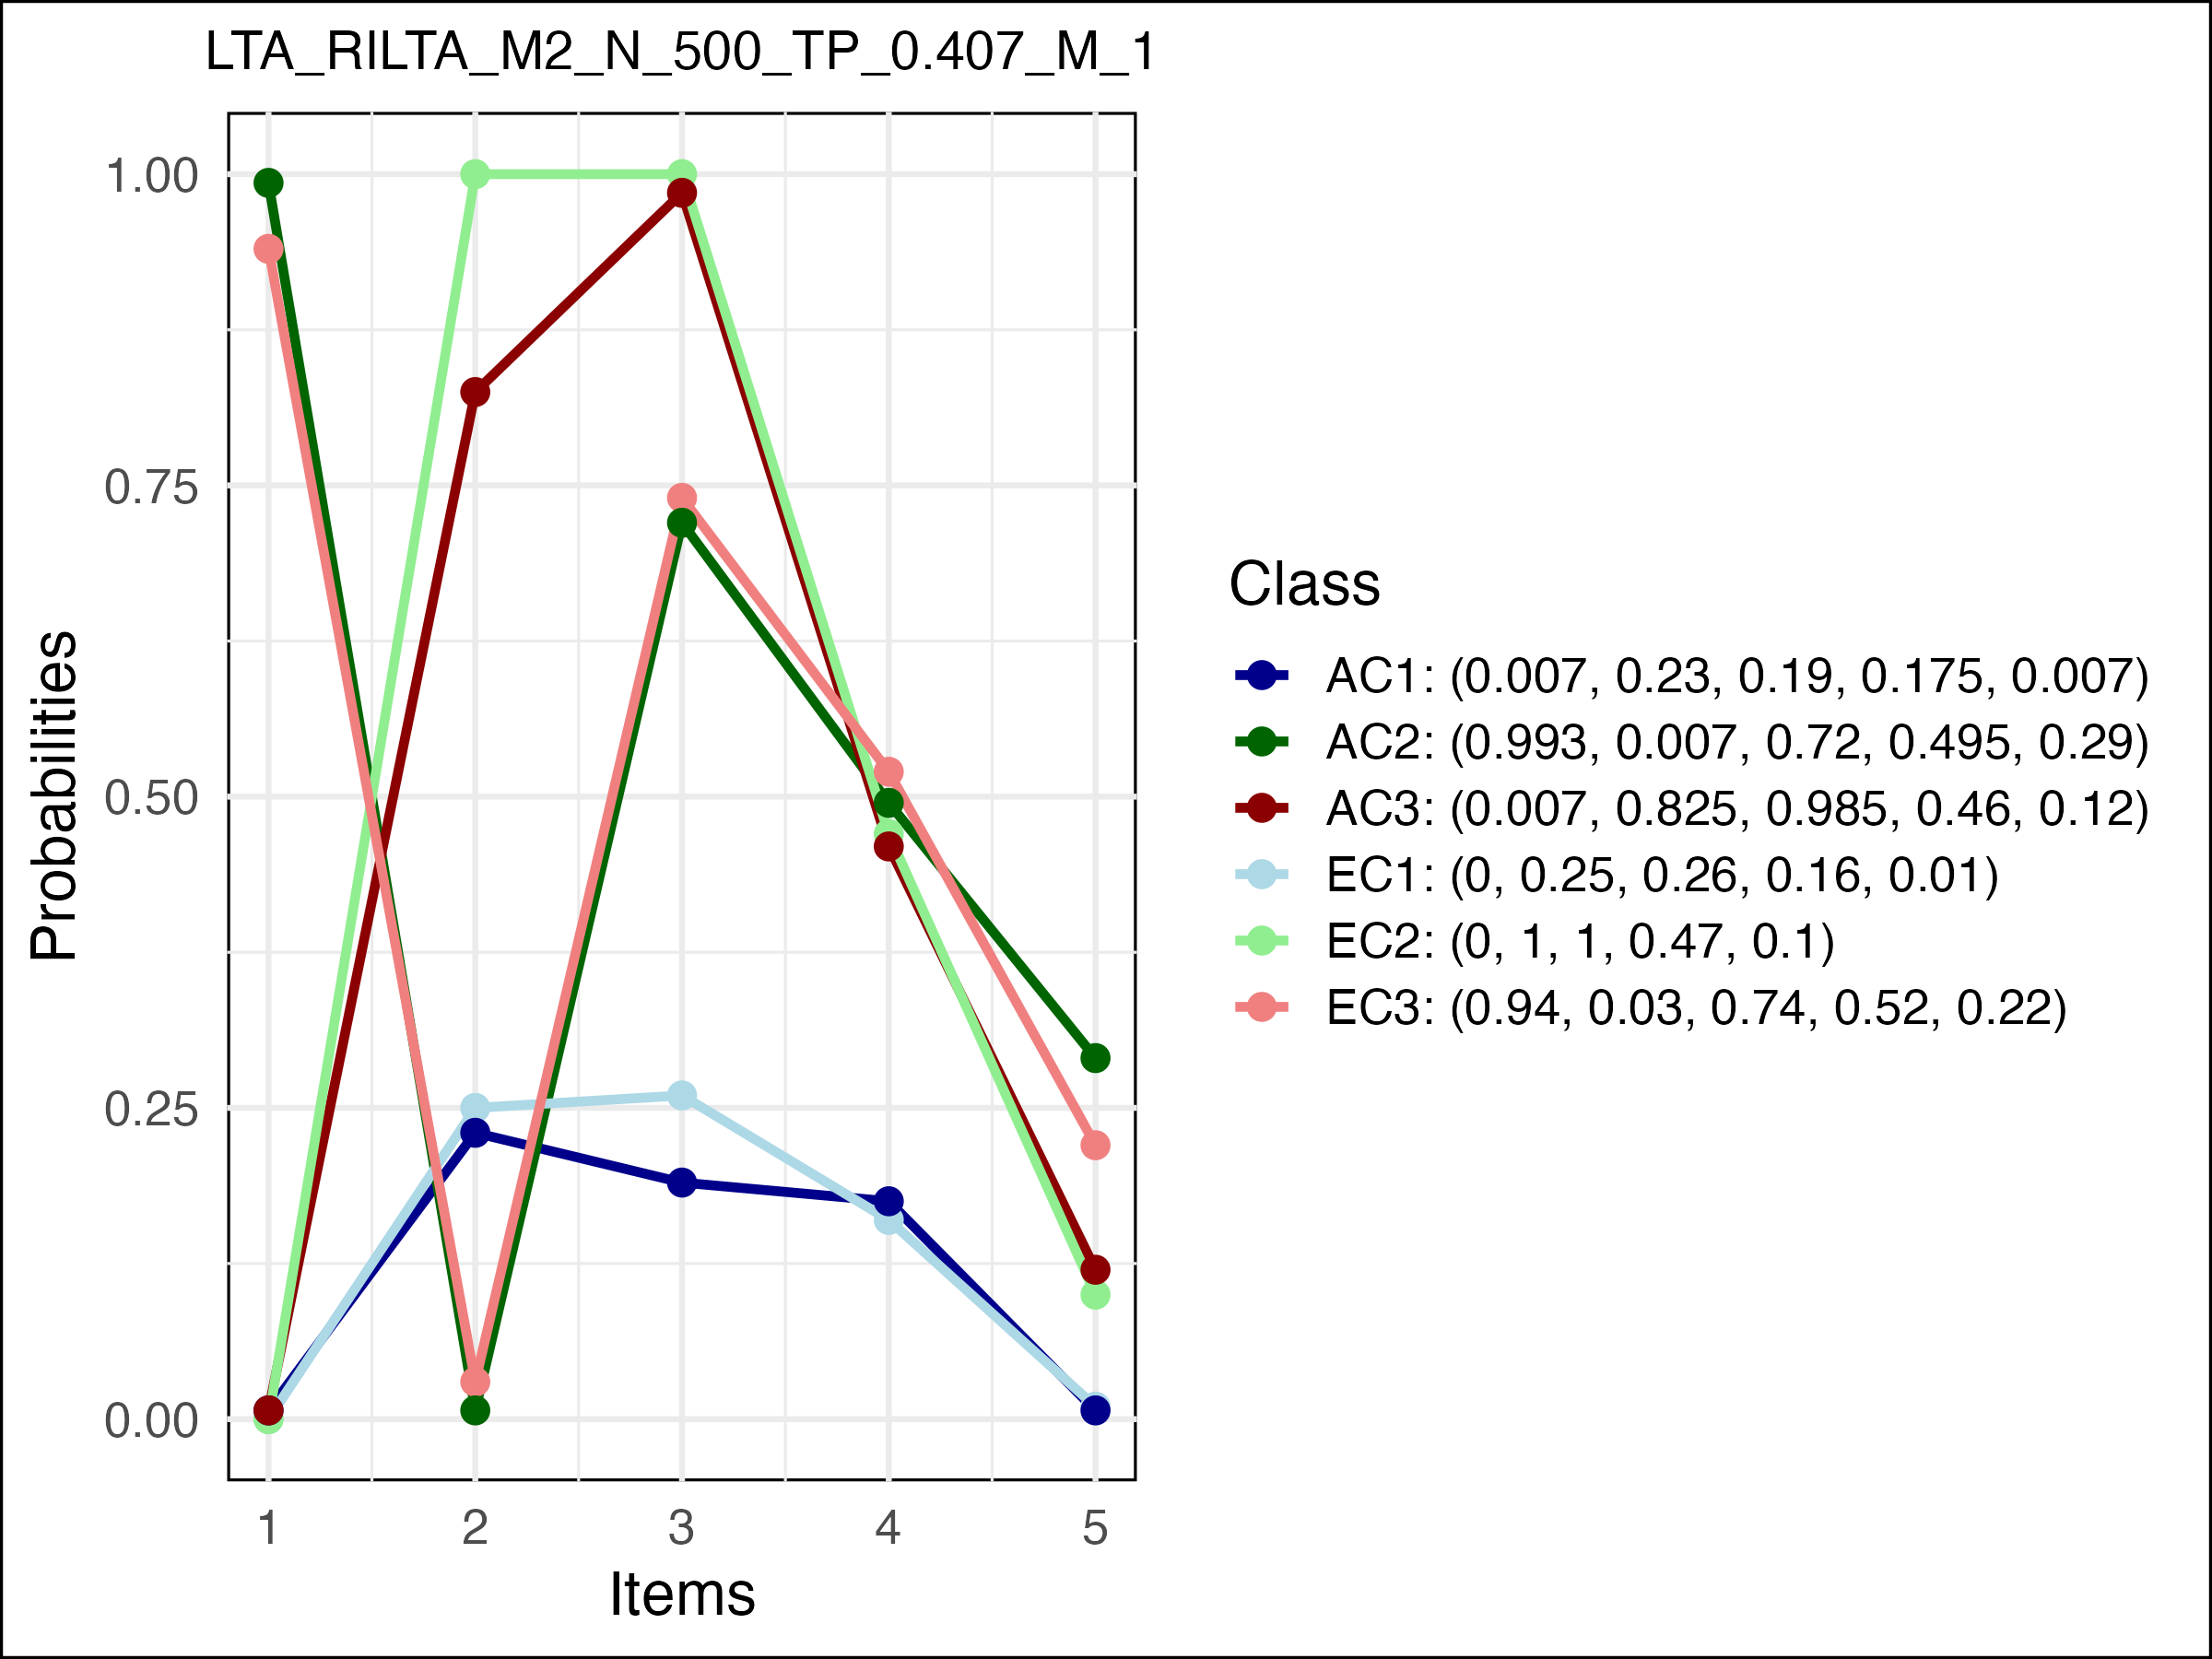 LTA_RILTA_M2_N_500_TP_0.407_M_1
1.00
0.75
0.50
0.25
0.00
Probabilities
1 2 3 4 5
Items
Class
AC1: (0.007, 0.23, 0.19, 0.175, 0.007)
AC2: (0.993, 0.007, 0.72, 0.495, 0.29)
AC3: (0.007, 0.825, 0.985, 0.46, 0.12)
EC1: (0, 0.25, 0.26, 0.16, 0.01)
EC2: (0, 1, 1, 0.47, 0.1)
EC3: (0.94, 0.03, 0.74, 0.52, 0.22)